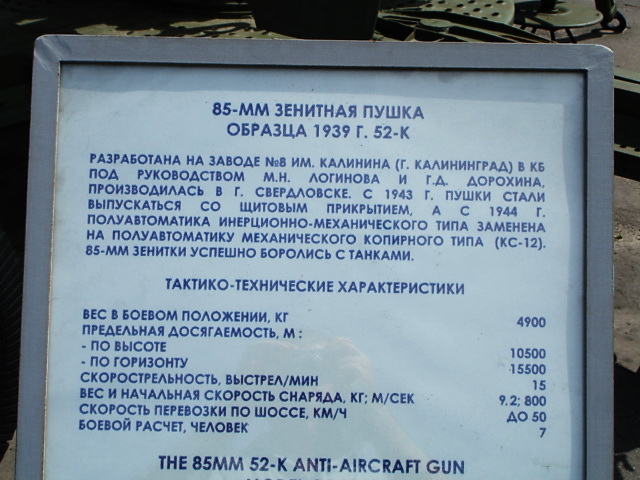 85-ММ ЗЕНИТНАЯ ПУШКА
ОБРАЗЦА 1939 Г. 52-К
РАЗРАБОТАНА НА ЗАВОДЕ №8 ИМ. КАЛИНИНА (Г. КАЛИНИНГРАД) В КБ
ПОД РУКОВОДСТВОМ М.Н. ЛОГИНОВА И Г.Д. ДОРОХИНА,
ПРОИЗВОДИЛАСЬ В Г. СВЕРДЛОВСКЕ. С 1943 Г. ПУШКИ СТАЛИ
ВЫПУСКАТЬСЯ СО ЩИТОВЫМ ПРИКРЫТИЕМ, А С 1944 Г.
ПОЛУАВТОМАТИКА ИНЕРЦИОННО-МЕХАНИЧЕСКОГО ТИПА ЗАМЕНЕНА
НА ПОЛУАВТОМАТИКУ МЕХАНИЧЕСКОГО КОПИРНОГО ТИПА (КС-12).
85-ММ ЗЕНИТКИ УСПЕШНО БОРОЛИСЬ С ТАНКАМИ.
ТАКТИКО-ТЕХНИЧЕСКИЕ ХАРАКТЕРИСТИКИ
ВЕС В БОЕВОМ ПОЛОЖЕНИИ, КГ 4900
ПРЕДЕЛЬНАЯ ДОСЯГАЕМОСТЬ, М :
- ПО ВЫСОТЕ 10500
- ПО ГОРИЗОНТУ 15500
СКОРОСТРЕЛЬНОСТЬ, ВЫСТРЕЛ/МИН 15
ВЕС И НАЧАЛЬНАЯ СКОРОСТЬ СНАРЯДА, КГ; М/СЕК 9.2; 800
СКОРОСТЬ ПЕРЕВОЗКИ ПО ШОССЕ, КМ/Ч ДО 50
БОЕВОЙ РАСЧЕТ, ЧЕЛОВЕК 7
THE 85MM 52-K ANTI-AIRCRAFT GUN